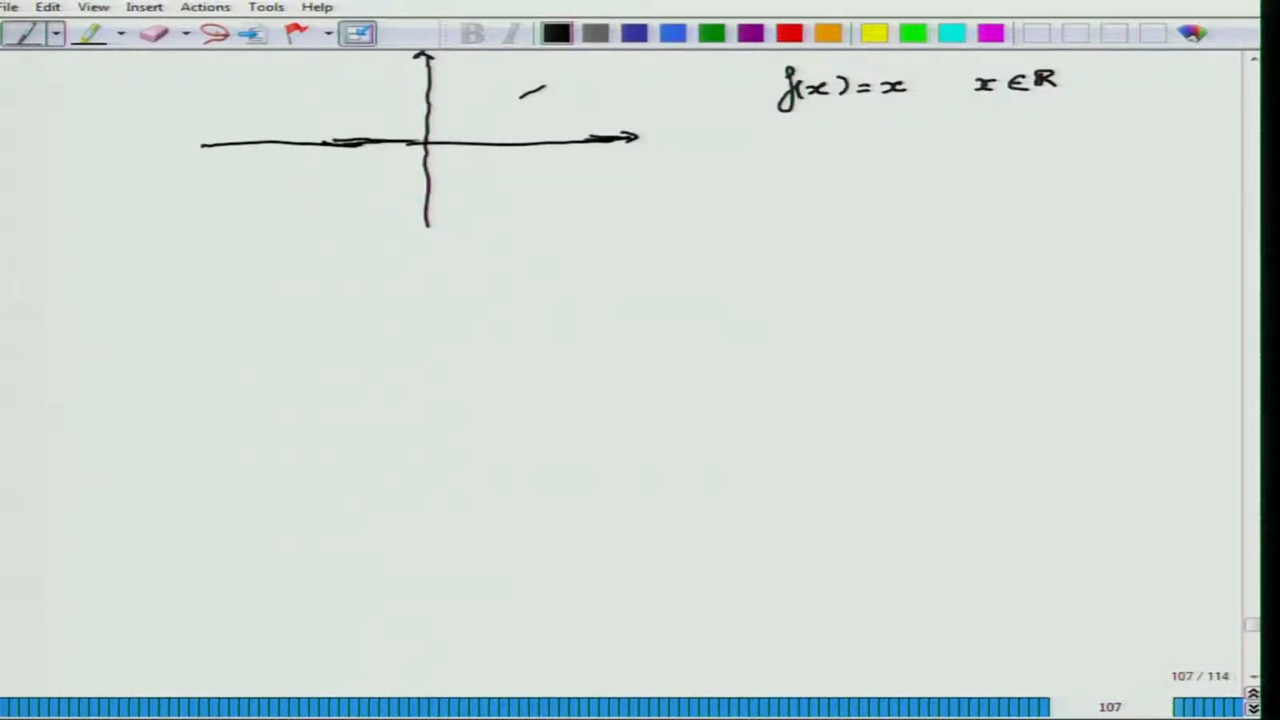 File Edit View Insert Actions Tools Help
B I
f(x) = x x ∈ ℝ
107 / 114
107